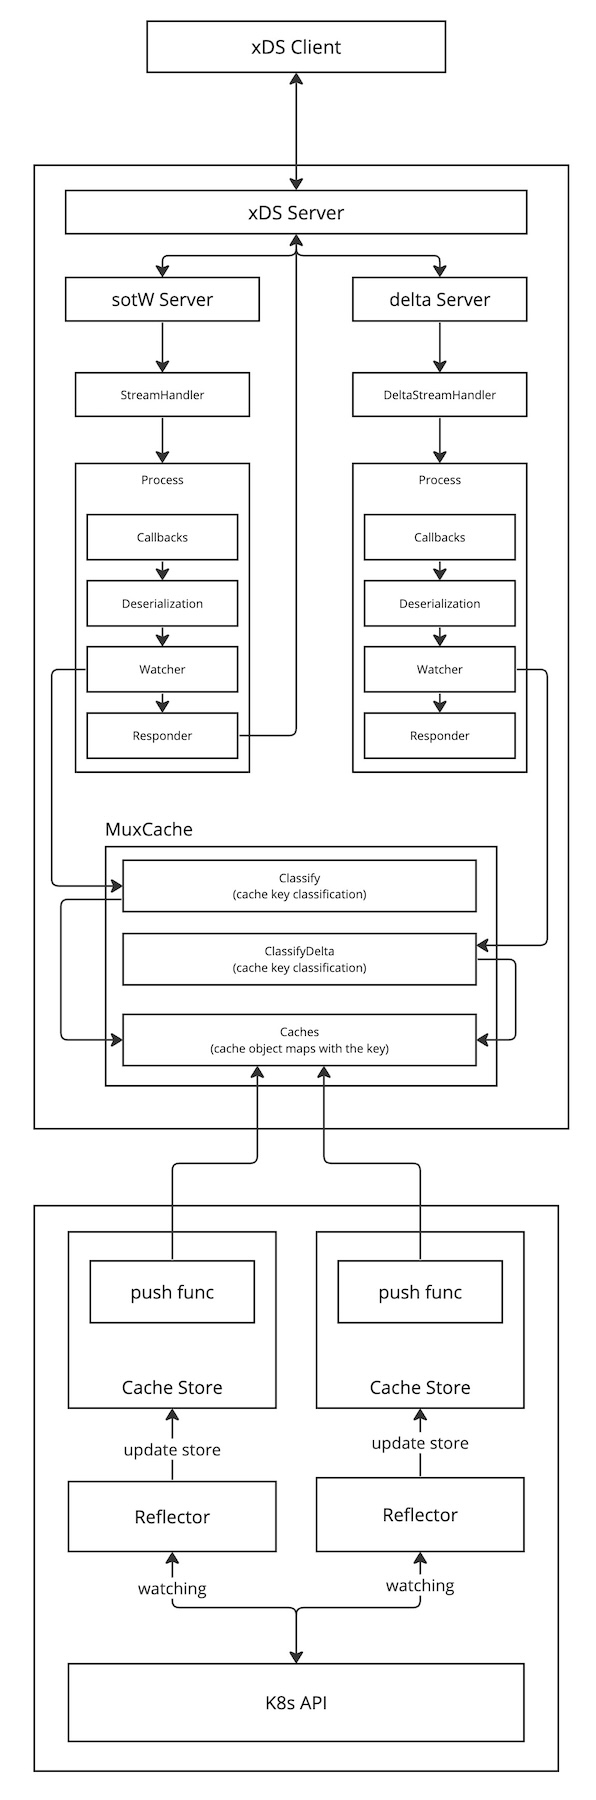 xDS Client
xDS Server
sotW Server
delta Server
StreamHandler
DeltaStreamHandler
Process
Process
Callbacks
Callbacks
Deserialization
Deserialization
Watcher
Watcher
Responder
Responder
MuxCache
Classify
(cache key classification)
ClassifyDelta
(cache key classification)
Caches
(cache object maps with the key)
push func
push func
Cache Store
Cache Store
update store
update store
Reflector
Reflector
watching
watching
K8s API